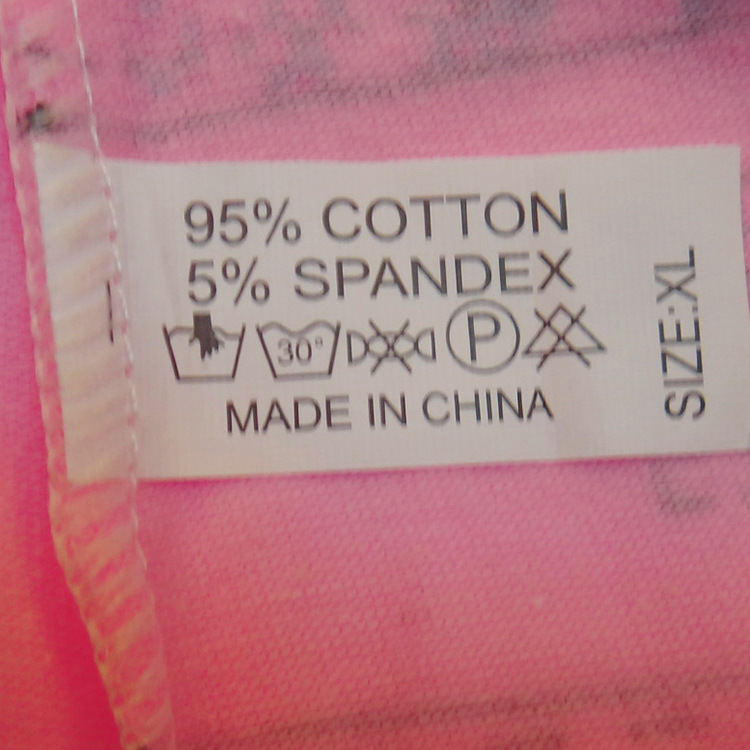 95% COTTON
5% SPANDEX
30°
P
MADE IN CHINA
SIZE:XL